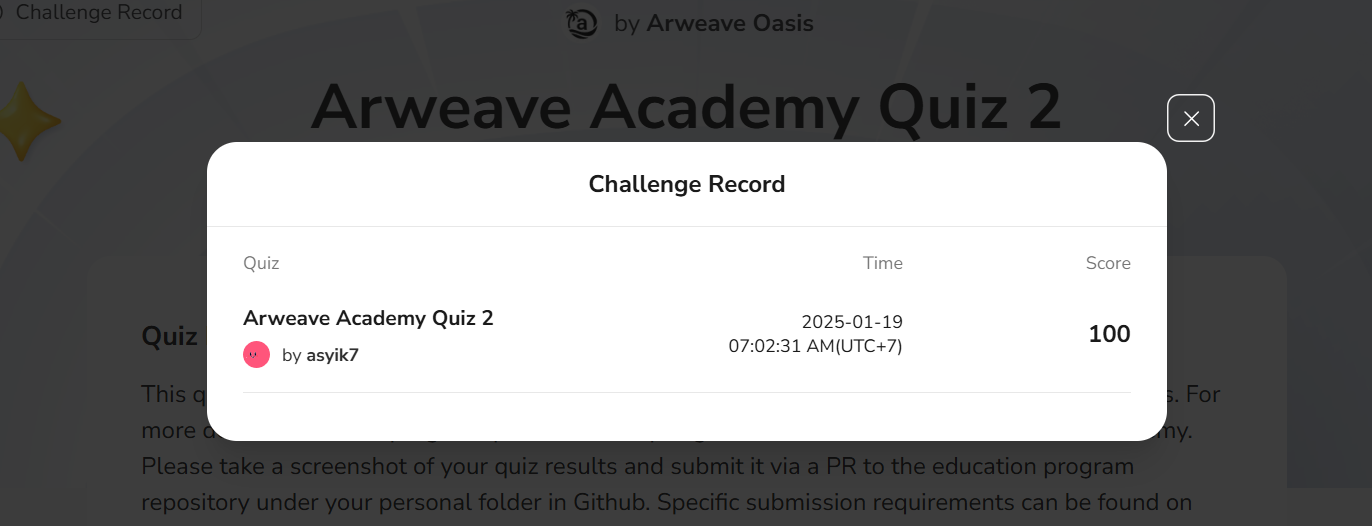 Challenge Record
by Arweave Oasis
Arweave Academy Quiz 2
Challenge Record
Quiz Time Score
Arweave Academy Quiz 2
by asyik7
2025-01-19
07:02:31 AM(UTC+7)
100
Quiz
This
s. For
more
my.
Please take a screenshot of your quiz results and submit it via a PR to the education program
repository under your personal folder in Github. Specific submission requirements can be found on